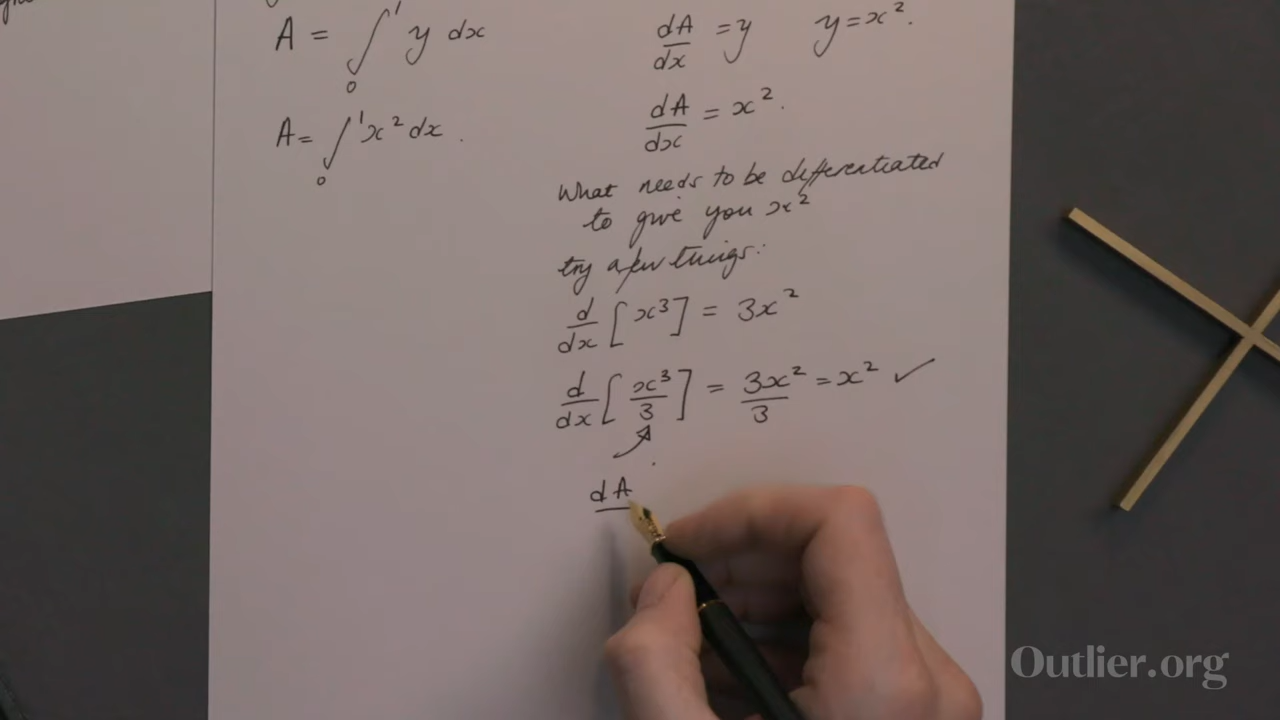 A = ∫₀¹ y dx
A = ∫₀¹ x² dx.
dA/dx = y y = x².
dA/dx = x².
What needs to be differentiated
to give you x²
try a few things:
d/dx [x³] = 3x²
d/dx [x³/3] = 3x²/3 = x² ✓
dA
Outlier.org